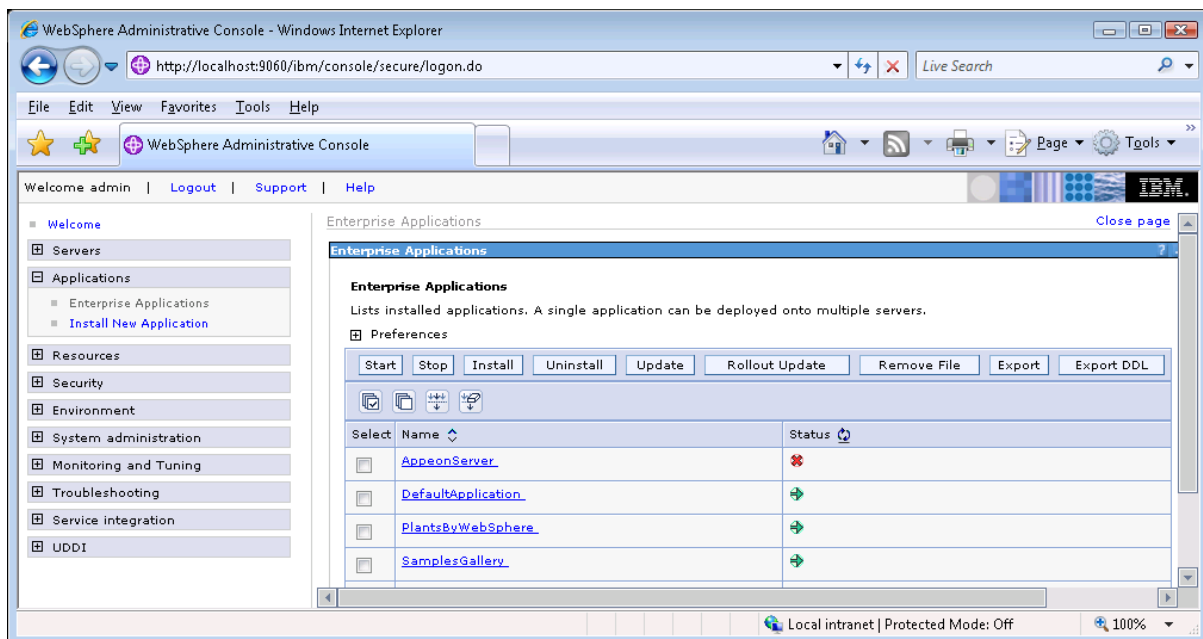 WebSphere Administrative Console - Windows Internet Explorer
http://localhost:9060/ibm/console/secure/logon.do
Live Search
File Edit View Favorites Tools Help
WebSphere Administrative Console
Page Tools
Welcome admin | Logout | Support | Help
IBM.
Welcome
Servers
Applications
Enterprise Applications
Install New Application
Resources
Security
Environment
System administration
Monitoring and Tuning
Troubleshooting
Service integration
UDDI
Enterprise Applications
Close page
Enterprise Applications
?
Enterprise Applications
Lists installed applications. A single application can be deployed onto multiple servers.
Preferences
Start Stop Install Uninstall Update Rollout Update Remove File Export Export DDL
Select Name Status
AppeonServer
DefaultApplication
PlantsByWebSphere
SamplesGallery
Local intranet | Protected Mode: Off
100%